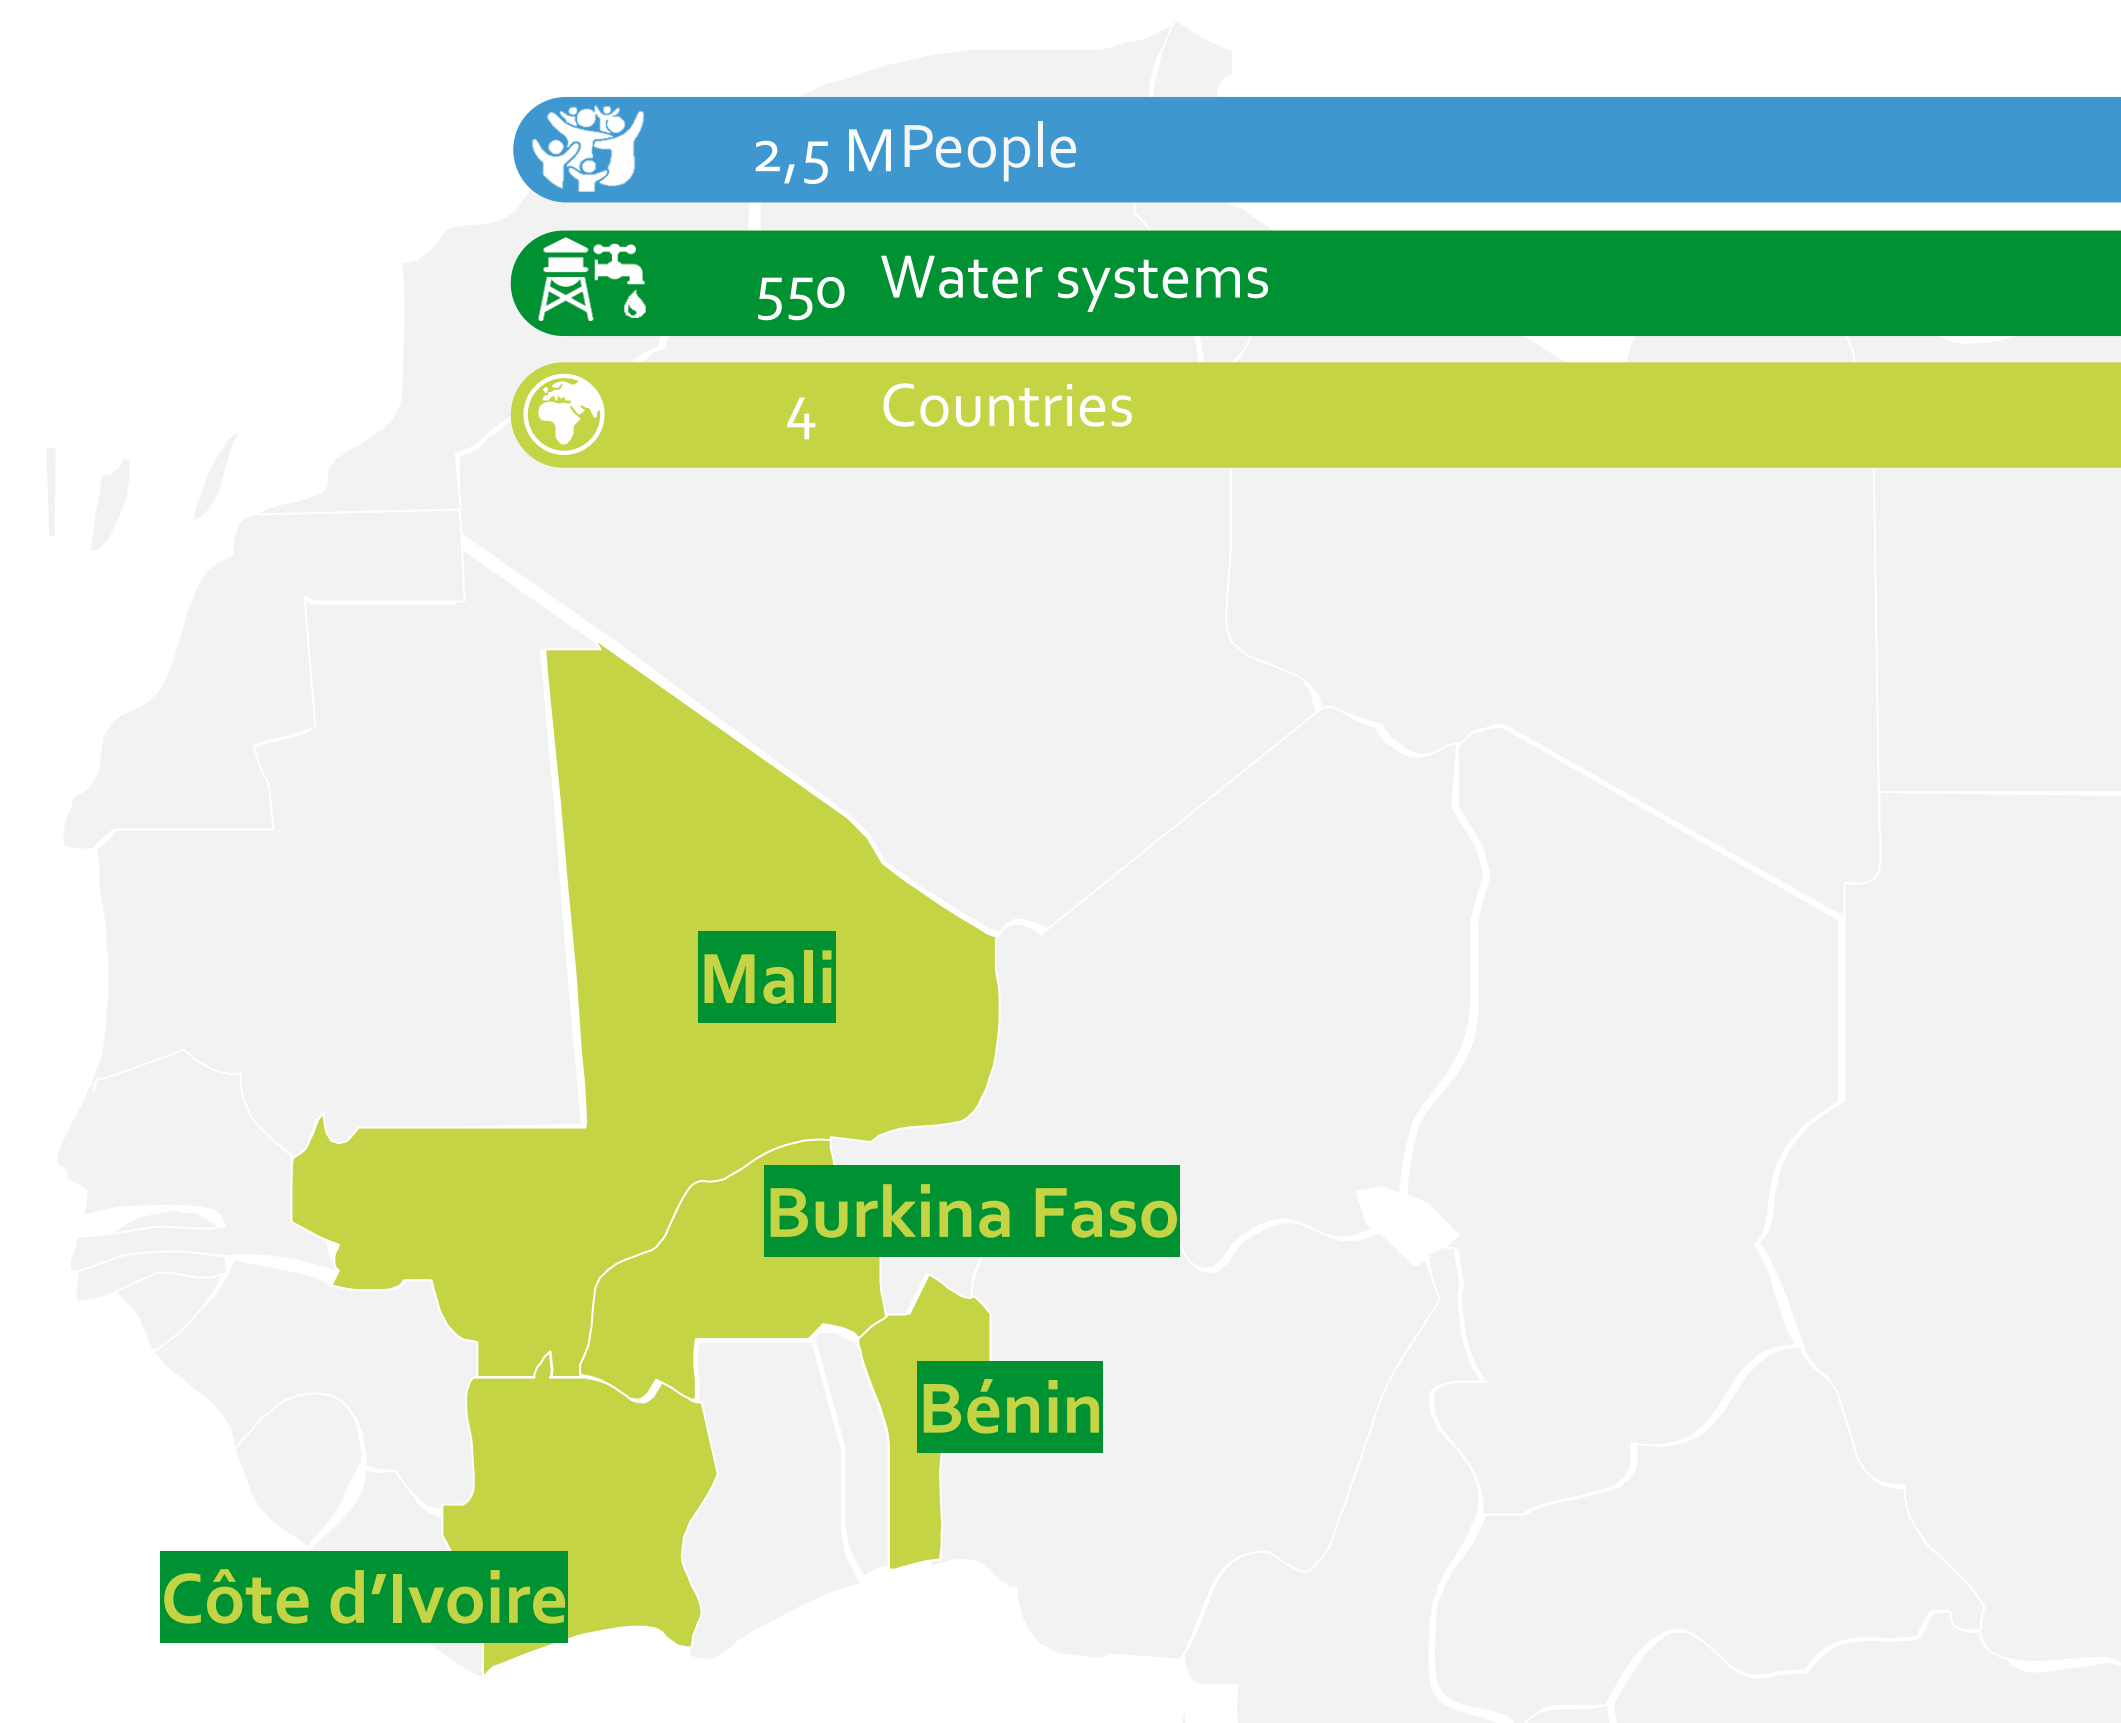 2,5 M People
550 Water systems
4 Countries
Mali
Burkina Faso
Bénin
Côte d’Ivoire